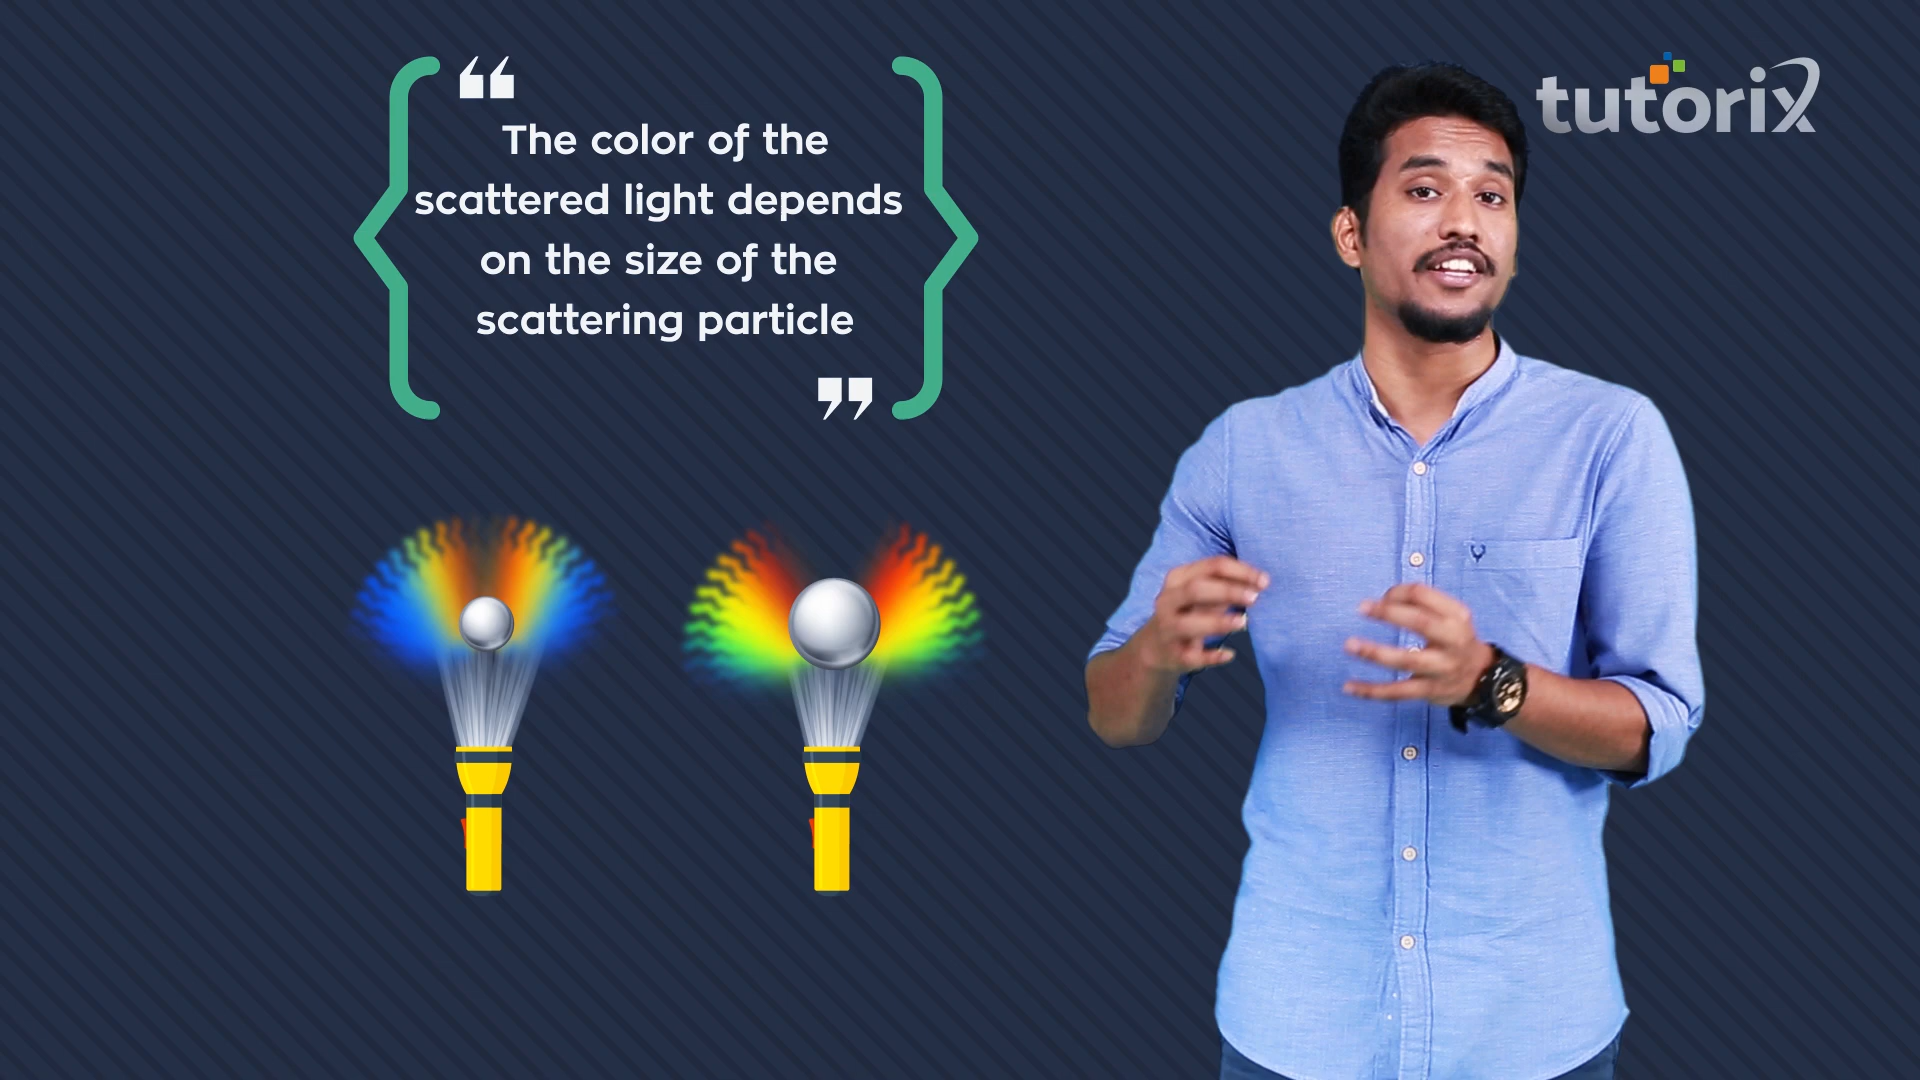 tutorix
“
The color of the
scattered light depends
on the size of the
scattering particle
”